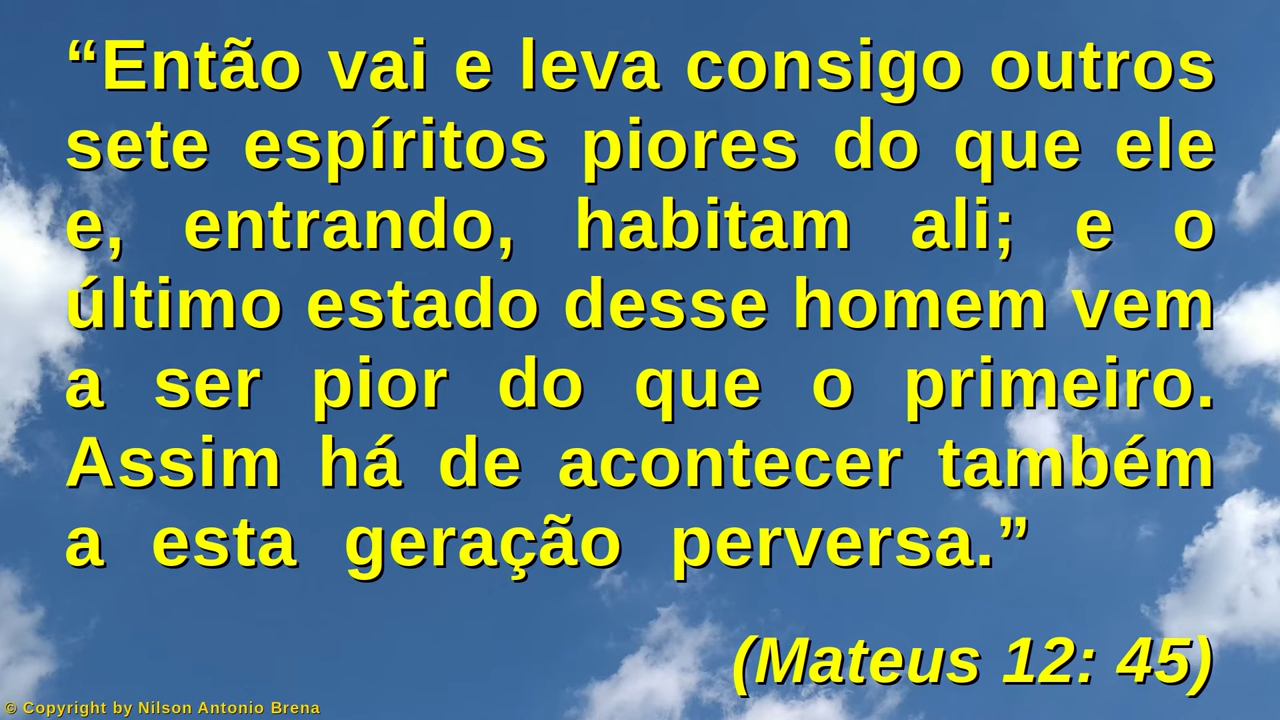 “Então vai e leva consigo outros
sete espíritos piores do que ele
e, entrando, habitam ali; e o
último estado desse homem vem
a ser pior do que o primeiro.
Assim há de acontecer também
a esta geração perversa.”
(Mateus 12: 45)
© Copyright by Nilson Antonio Brena